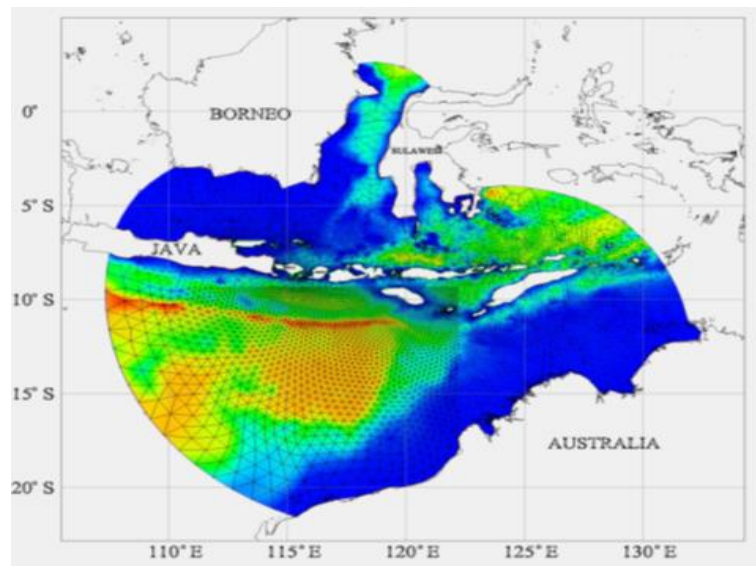 0°
BORNEO
SULAWESI
5° S
JAVA
10° S
15° S
AUSTRALIA
20° S
110° E
115° E
120° E
125° E
130° E